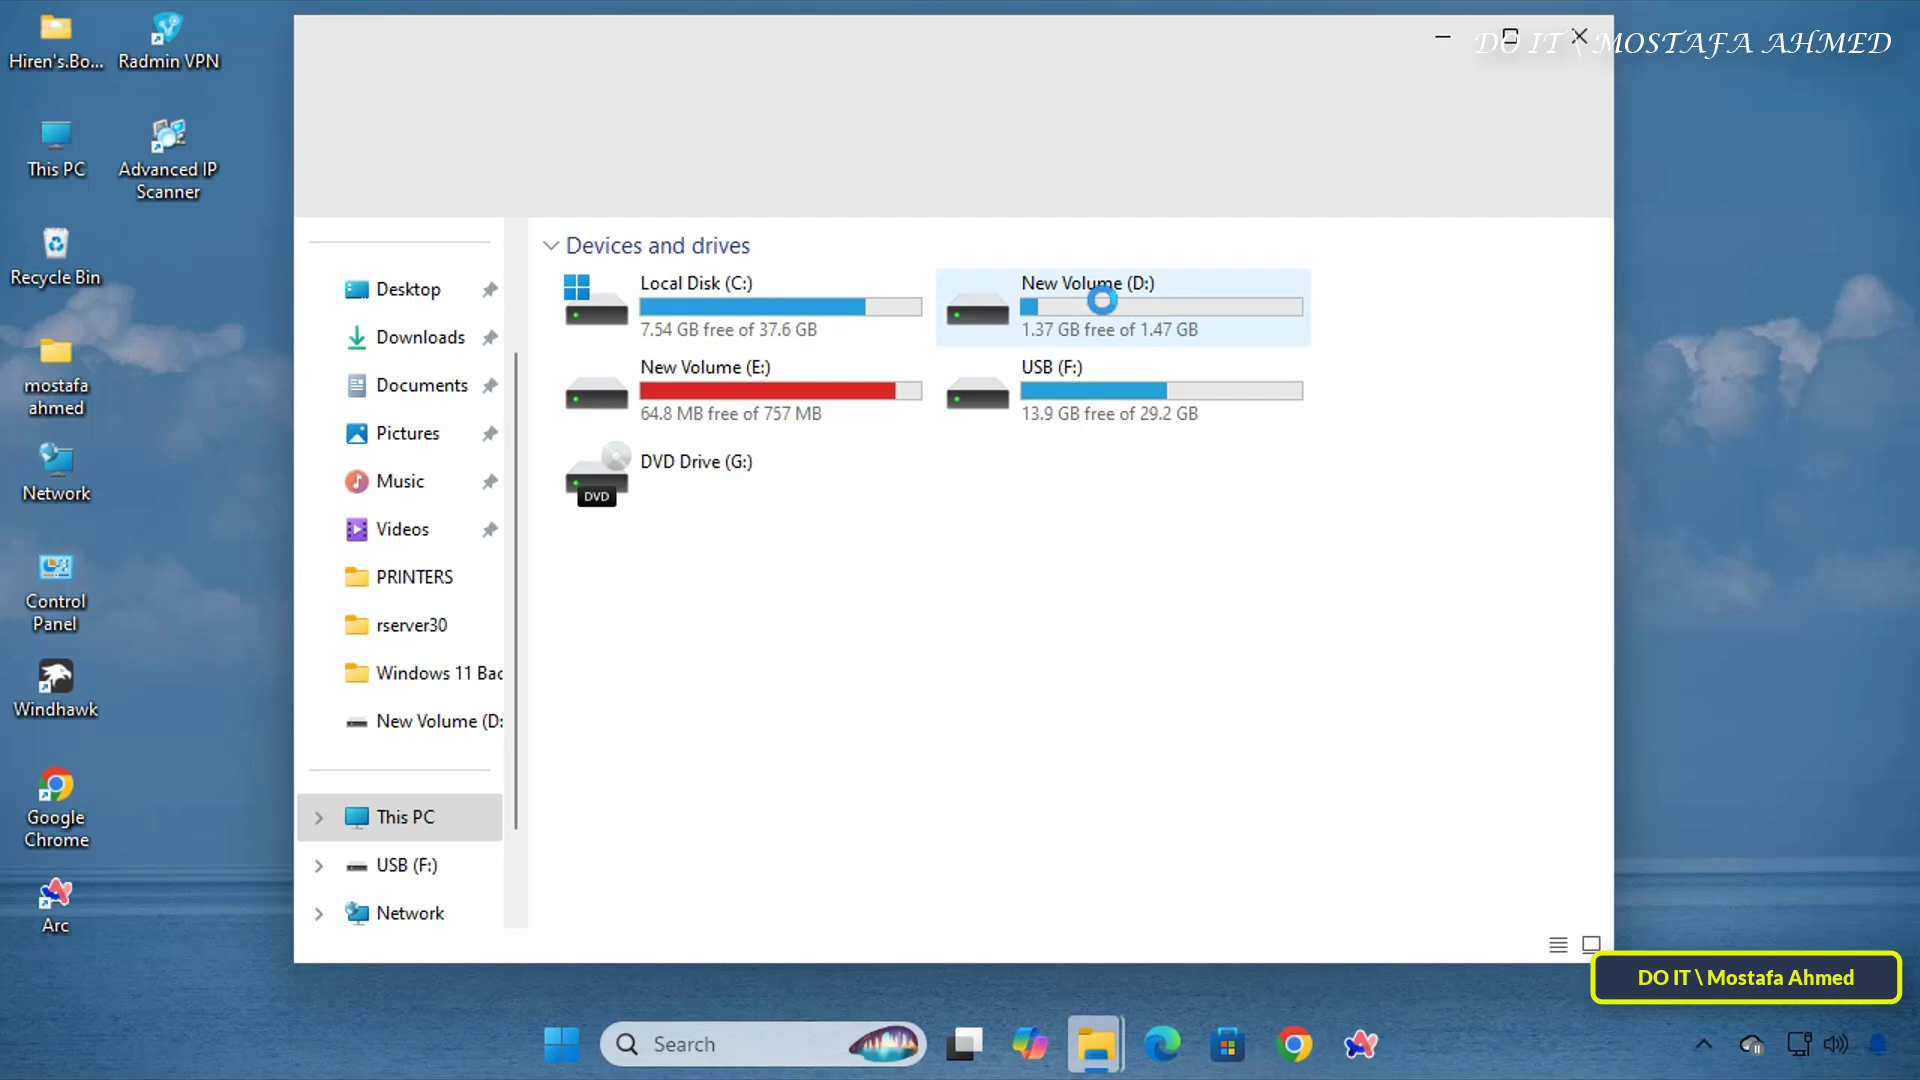 Hiren's.Bo...
Radmin VPN
This PC
Advanced IP
Scanner
Recycle Bin
mostafa
ahmed
Network
Control
Panel
Windhawk
Google
Chrome
Arc
DO IT \ MOSTAFA AHMED
Desktop
Downloads
Documents
Pictures
Music
Videos
PRINTERS
rserver30
Windows 11 Bac
New Volume (D:
This PC
USB (F:)
Network
Devices and drives
Local Disk (C:)
7.54 GB free of 37.6 GB
New Volume (D:)
1.37 GB free of 1.47 GB
New Volume (E:)
64.8 MB free of 757 MB
USB (F:)
13.9 GB free of 29.2 GB
DVD Drive (G:)
DVD
DO IT \ Mostafa Ahmed
Search